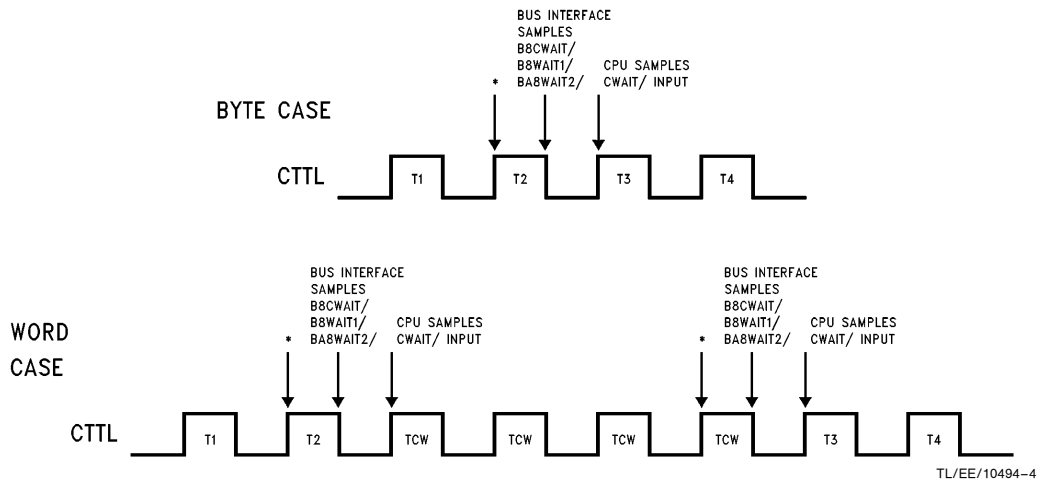 BUS INTERFACE
SAMPLES
B8CWAIT/
B8WAIT1/
* BA8WAIT2/
CPU SAMPLES
CWAIT/ INPUT
BYTE CASE
CTTL
T1 T2 T3 T4
BUS INTERFACE
SAMPLES
B8CWAIT/
B8WAIT1/
* BA8WAIT2/
CPU SAMPLES
CWAIT/ INPUT
BUS INTERFACE
SAMPLES
B8CWAIT/
B8WAIT1/
* BA8WAIT2/
CPU SAMPLES
CWAIT/ INPUT
WORD
CASE
CTTL
T1 T2 TCW TCW TCW TCW T3 T4
TL/EE/10494–4